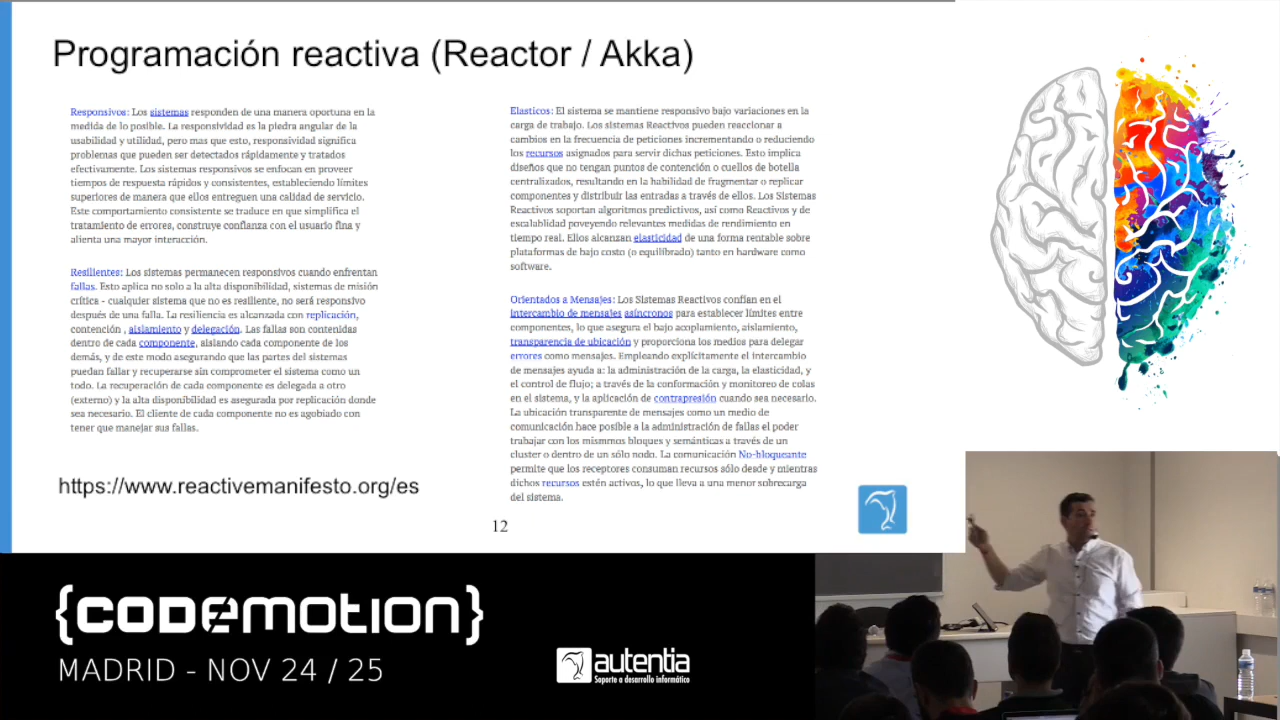 Programación reactiva (Reactor / Akka)
Responsivos: Los sistemas responden de una manera oportuna en la
medida de lo posible. La responsividad es la piedra angular de la
usabilidad y utilidad, pero mas que esto, responsividad significa
problemas que pueden ser detectados rápidamente y tratados
efectivamente. Los sistemas responsivos se enfocan en proveer
tiempos de respuesta rápidos y consistentes, estableciendo límites
superiores de manera que ellos entreguen una calidad de servicio.
Este comportamiento consistente se traduce en que simplifica el
tratamiento de errores, construye confianza con el usuario fina y
alienta una mayor interacción.
Resilientes: Los sistemas permanecen responsivos cuando enfrentan
fallas. Esto aplica no solo a la alta disponibilidad, sistemas de misión
crítica - cualquier sistema que no es resiliente, no será responsivo
después de una falla. La resiliencia es alcanzada con replicación,
contención , aislamiento y delegación. Las fallas son contenidas
dentro de cada componente, aislando cada componente de los
demás, y de este modo asegurando que las partes del sistemas
puedan fallar y recuperarse sin comprometer el sistema como un
todo. La recuperación de cada componente es delegada a otro
(externo) y la alta disponibilidad es asegurada por replicación donde
sea necesario. El cliente de cada componente no es agobiado con
tener que manejar sus fallas.
https://www.reactivemanifesto.org/es
Elasticos: El sistema se mantiene responsivo bajo variaciones en la
carga de trabajo. Los sistemas Reactivos pueden reaccionar a
cambios en la frecuencia de peticiones incrementando o reduciendo
los recursos asignados para servir dichas peticiones. Esto implica
diseños que no tengan puntos de contención o cuellos de botella
centralizados, resultando en la habilidad de fragmentar o replicar
componentes y distribuir las entradas a través de ellos. Los Sistemas
Reactivos soportan algoritmos predictivos, así como Reactivos y de
escalablidad poveyendo relevantes medidas de rendimiento en
tiempo real. Ellos alcanzan elasticidad de una forma rentable sobre
plataformas de bajo costo (o equilibrado) tanto en hardware como
software.
Orientados a Mensajes: Los Sistemas Reactivos confían en el
intercambio de mensajes asíncronos para establecer límites entre
componentes, lo que asegura el bajo acoplamiento, aislamiento,
transparencia de ubicación y proporciona los medios para delegar
errores como mensajes. Empleando explícitamente el intercambio
de mensajes ayuda a: la administración de la carga, la elasticidad, y
el control de flujo; a través de la conformación y monitoreo de colas
en el sistema, y la aplicación de contrapresión cuando sea necesario.
La ubicación transparente de mensajes como un medio de
comunicación hace posible a la administración de fallas el poder
trabajar con los mismmos bloques y semánticas a través de un
cluster o dentro de un sólo nodo. La comunicación No-bloqueante
permite que los receptores consuman recursos sólo desde y mientras
dichos recursos estén activos, lo que lleva a una menor sobrecarga
del sistema.
12
{CODEMOTION}
MADRID - NOV 24 / 25
autentia
Soporte a desarrollo informático